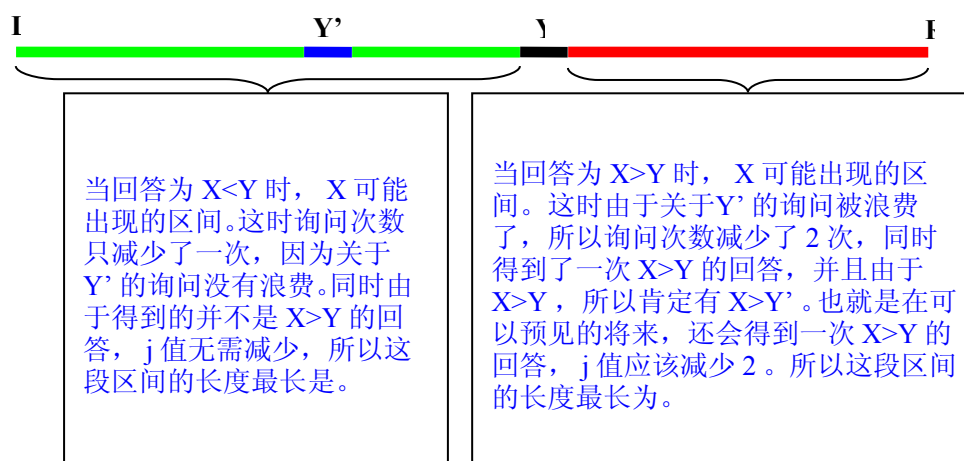 Y’
当回答为 X<Y 时， X 可能
出现的区间。这时询问次数
只减少了一次，因为关于
Y’ 的询问没有浪费。同时由
于得到的并不是 X>Y 的回
答， j 值无需减少，所以这
段区间的长度最长是。
当回答为 X>Y 时， X 可能出现的区
间。这时由于关于Y’ 的询问被浪费
了，所以询问次数减少了 2 次，同时
得到了一次 X>Y 的回答，并且由于
X>Y ，所以肯定有 X>Y’ 。也就是在可
以预见的将来，还会得到一次 X>Y 的
回答， j 值应该减少 2 。所以这段区间
的长度最长为。